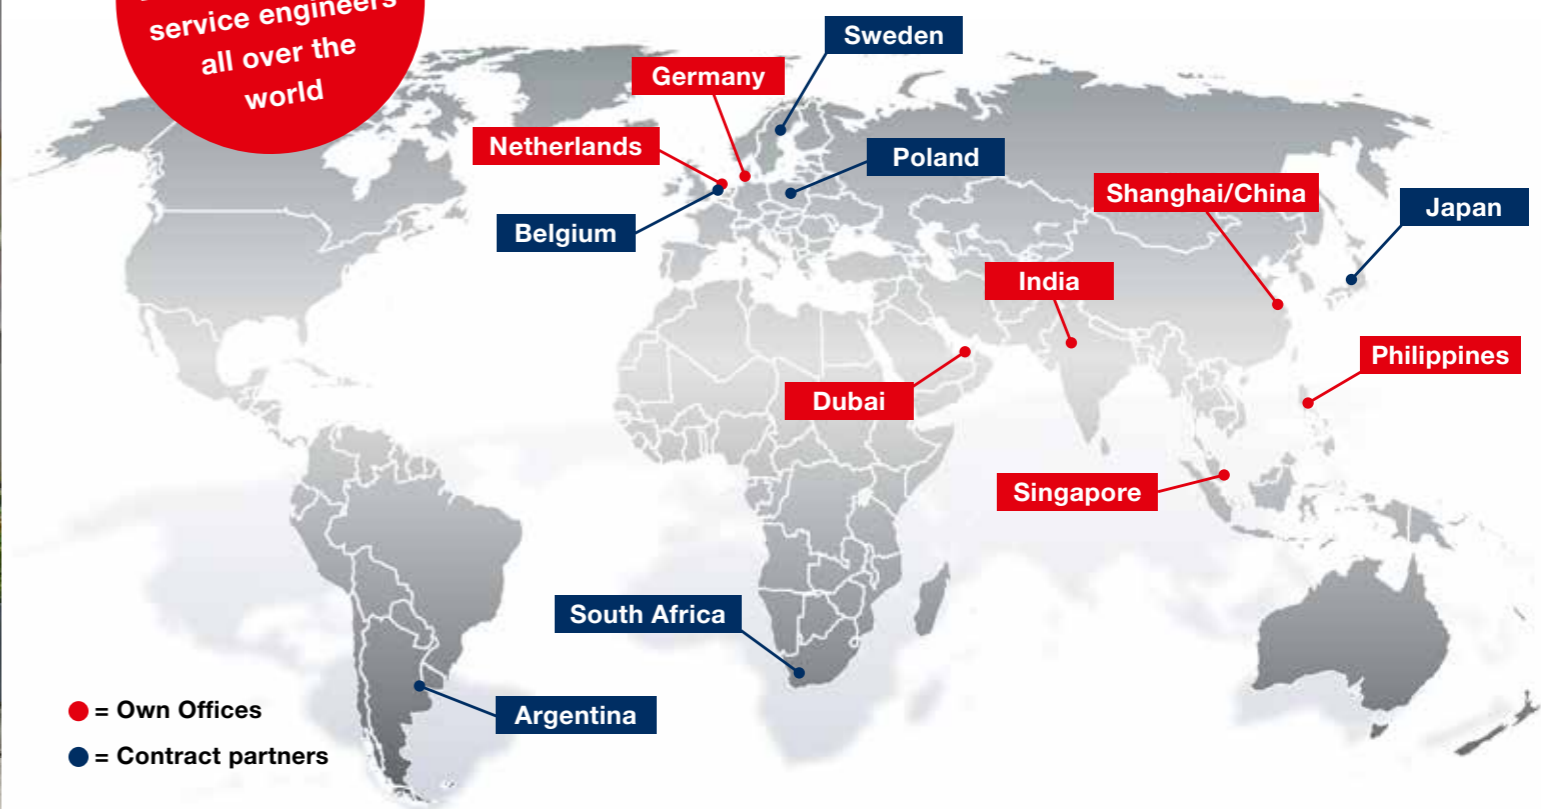 service engineers
all over the
world
Sweden
Germany
Netherlands
Poland
Belgium
Shanghai/China
Japan
India
Philippines
Dubai
Singapore
South Africa
Argentina
= Own Offices
= Contract partners